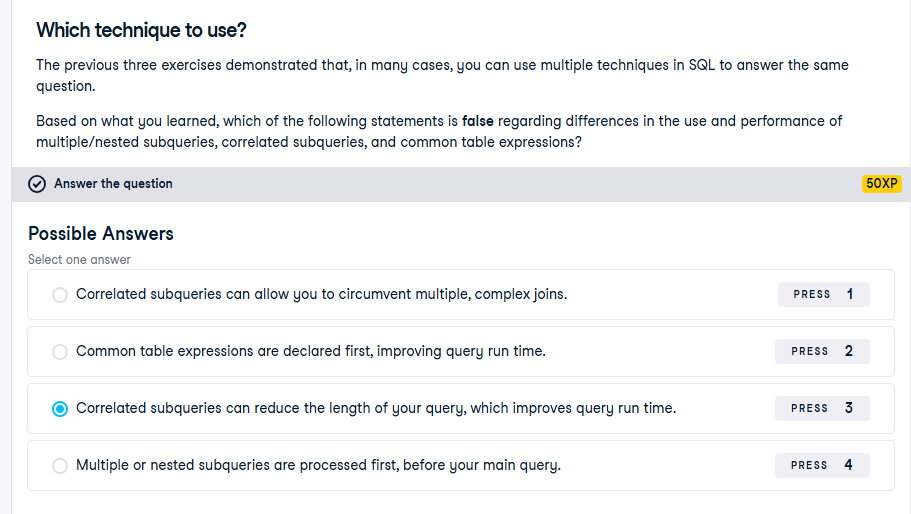 Which technique to use?
The previous three exercises demonstrated that, in many cases, you can use multiple techniques in SQL to answer the same
question.
Based on what you learned, which of the following statements is false regarding differences in the use and performance of
multiple/nested subqueries, correlated subqueries, and common table expressions?
Answer the question 50XP
Possible Answers
Select one answer
Correlated subqueries can allow you to circumvent multiple, complex joins. PRESS 1
Common table expressions are declared first, improving query run time. PRESS 2
Correlated subqueries can reduce the length of your query, which improves query run time. PRESS 3
Multiple or nested subqueries are processed first, before your main query. PRESS 4